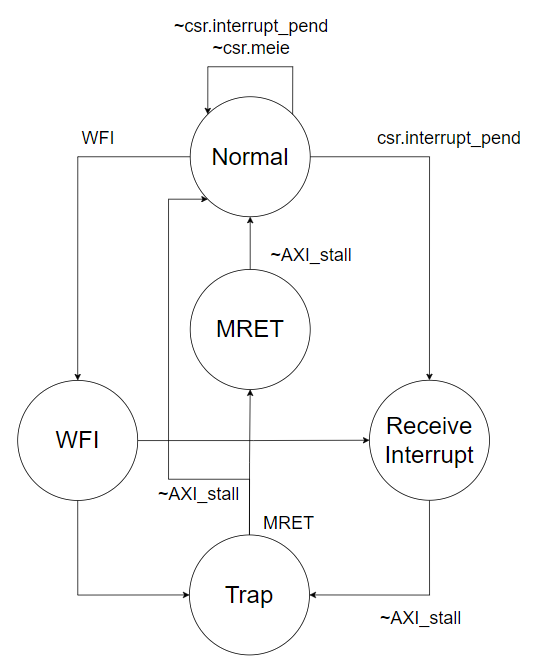 ~csr.interrupt_pend
~csr.meie
WFI
csr.interrupt_pend
Normal
~AXI_stall
MRET
WFI
Receive
Interrupt
~AXI_stall
MRET
Trap
~AXI_stall